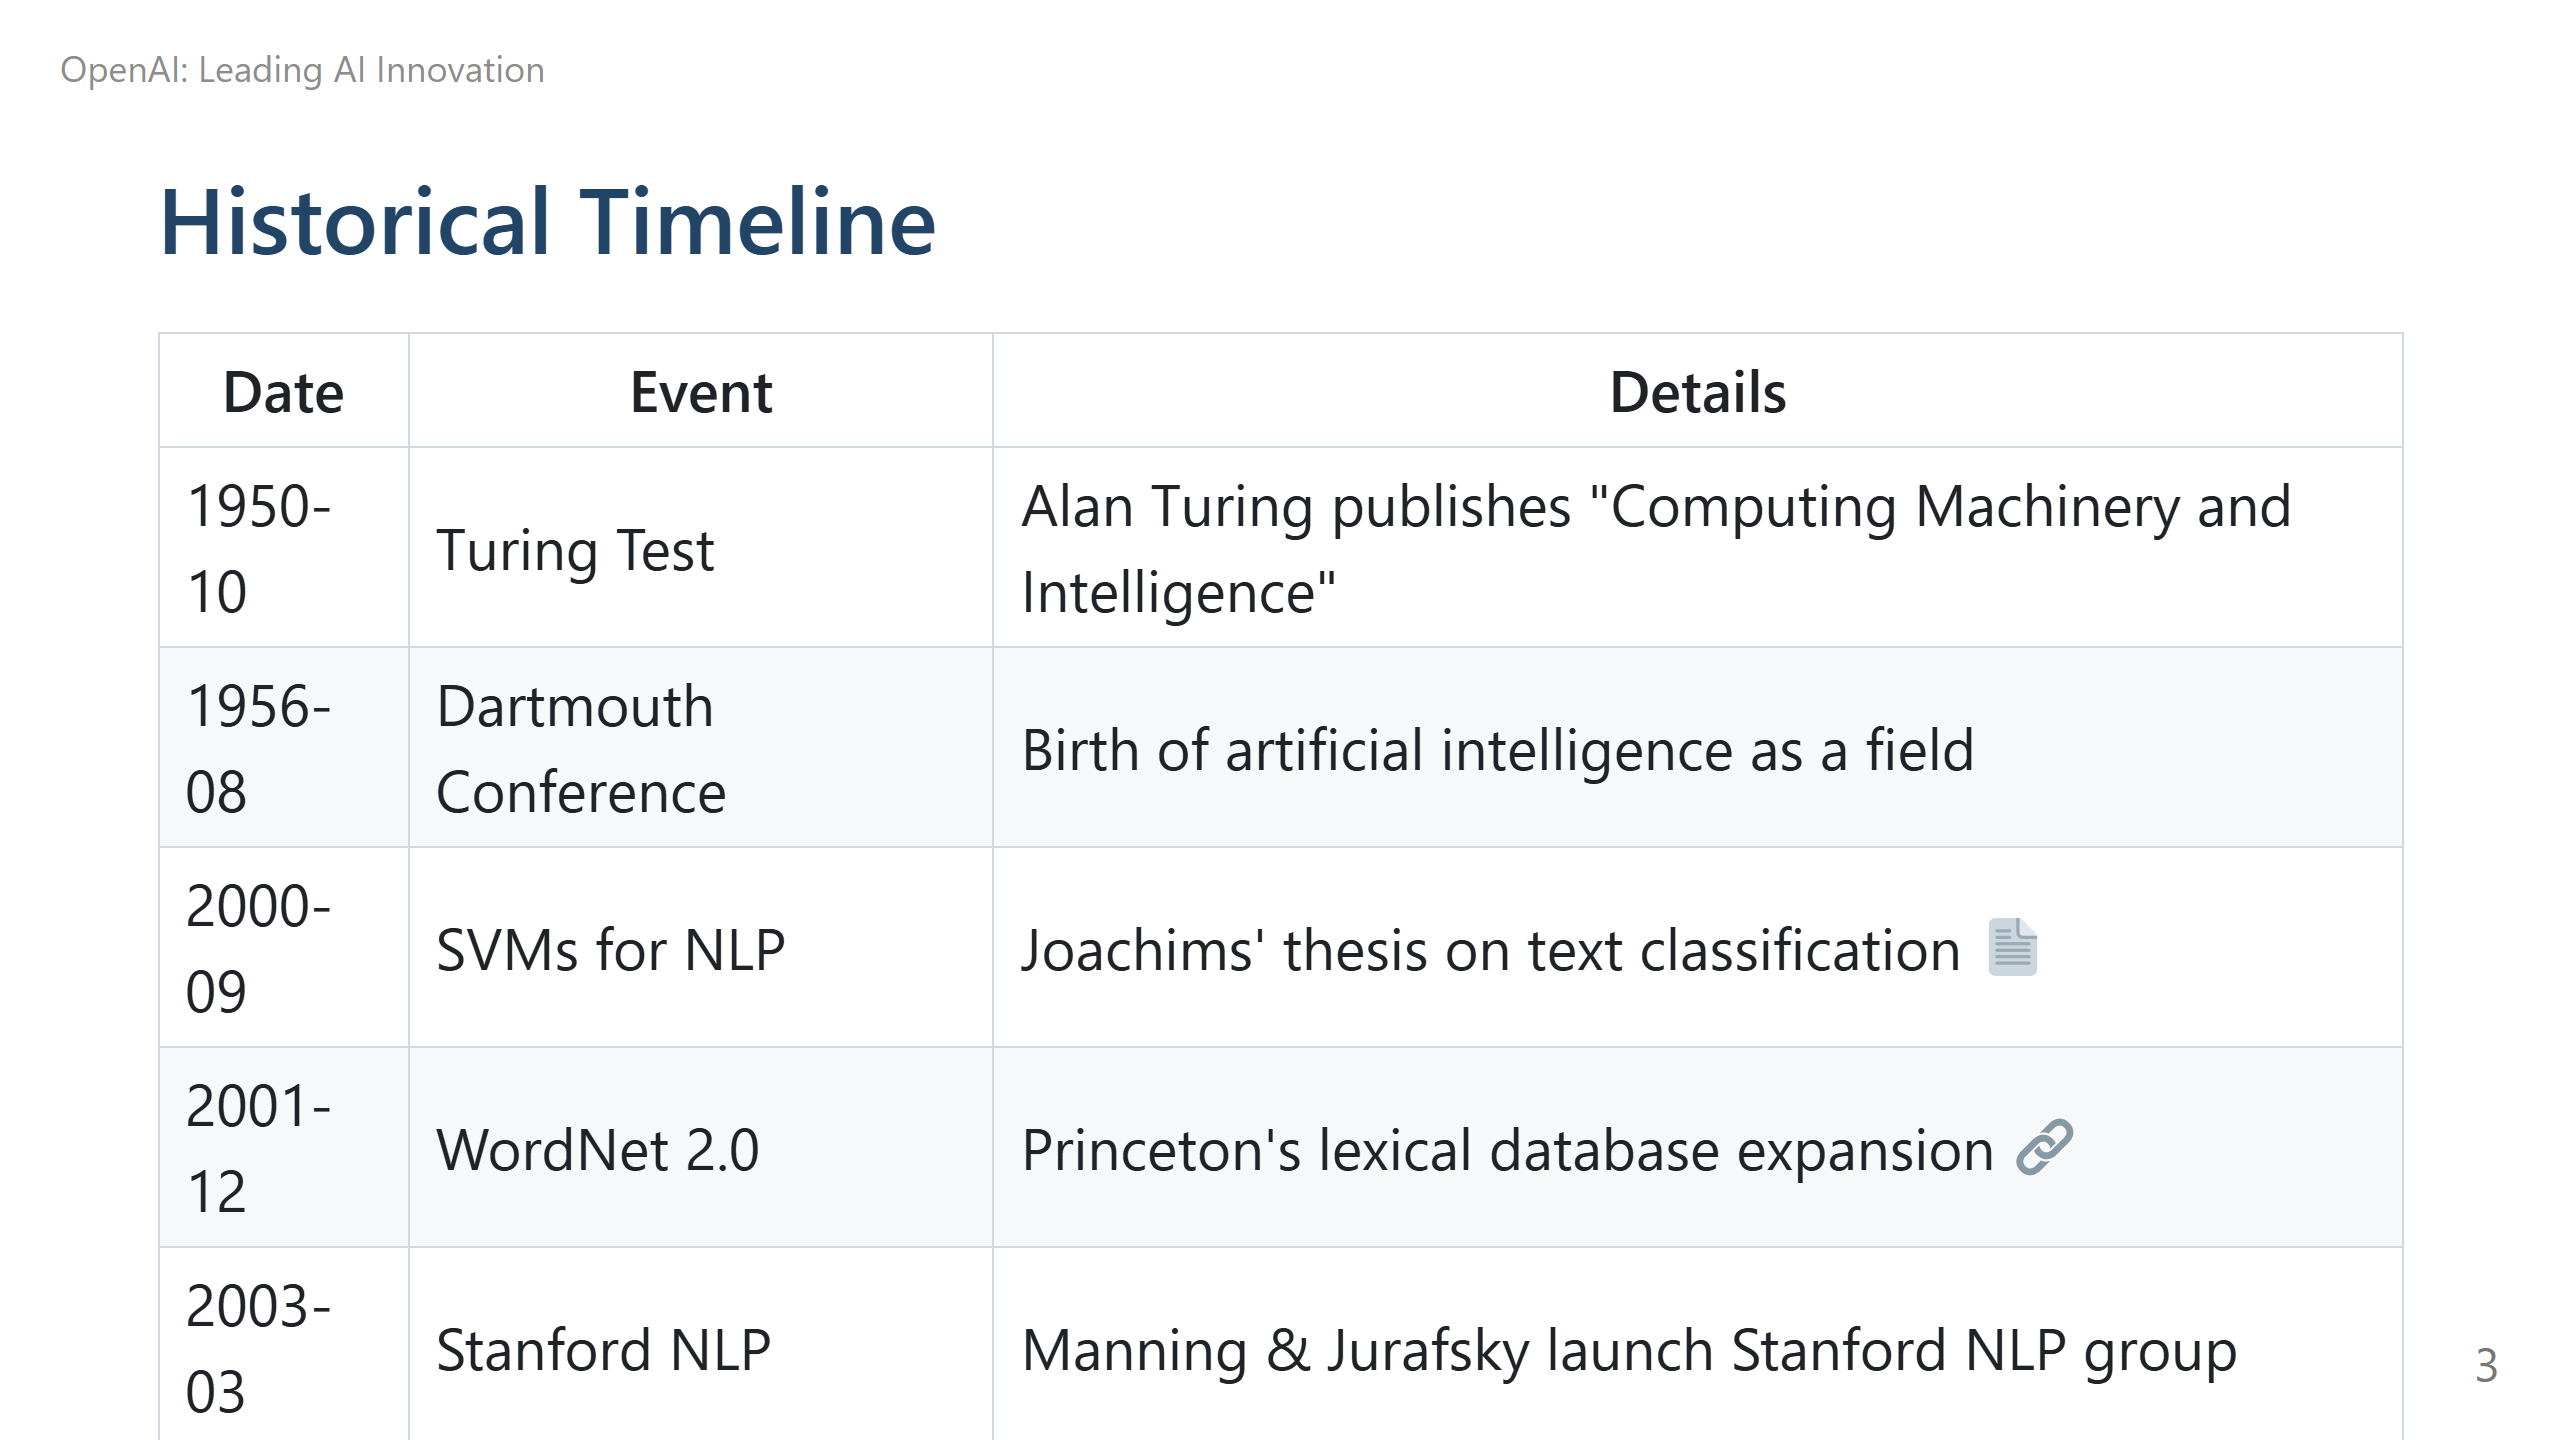 OpenAI: Leading AI Innovation
Historical Timeline
Date Event Details
1950-
10
Turing Test
Alan Turing publishes "Computing Machinery and
Intelligence"
1956-
08
Dartmouth
Conference
Birth of artificial intelligence as a field
2000-
09
SVMs for NLP
Joachims' thesis on text classification
2001-
12
WordNet 2.0
Princeton's lexical database expansion
2003-
03
Stanford NLP
Manning & Jurafsky launch Stanford NLP group
3